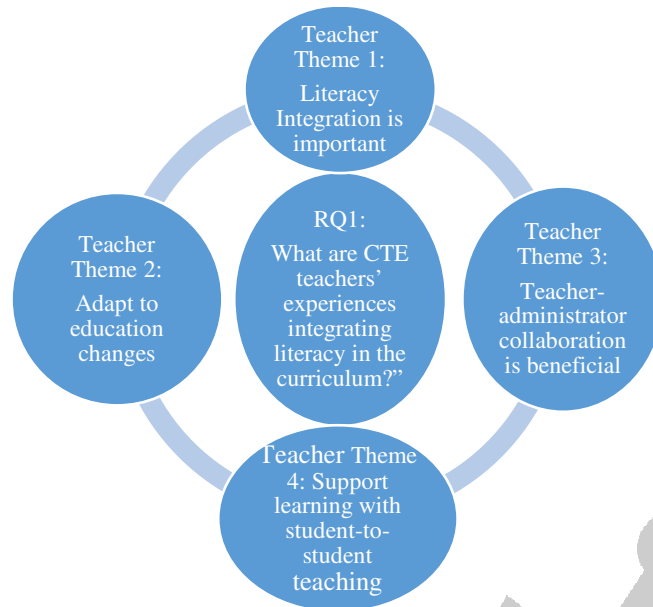 Teacher
Theme 1:
Literacy
Integration is
important
Teacher
Theme 2:
Adapt to
education
changes
RQ1:
What are CTE
teachers’
experiences
integrating
literacy in the
curriculum?”
Teacher
Theme 3:
Teacher-
administrator
collaboration
is beneficial
Teacher Theme
4: Support
learning with
student-to-
student
teaching